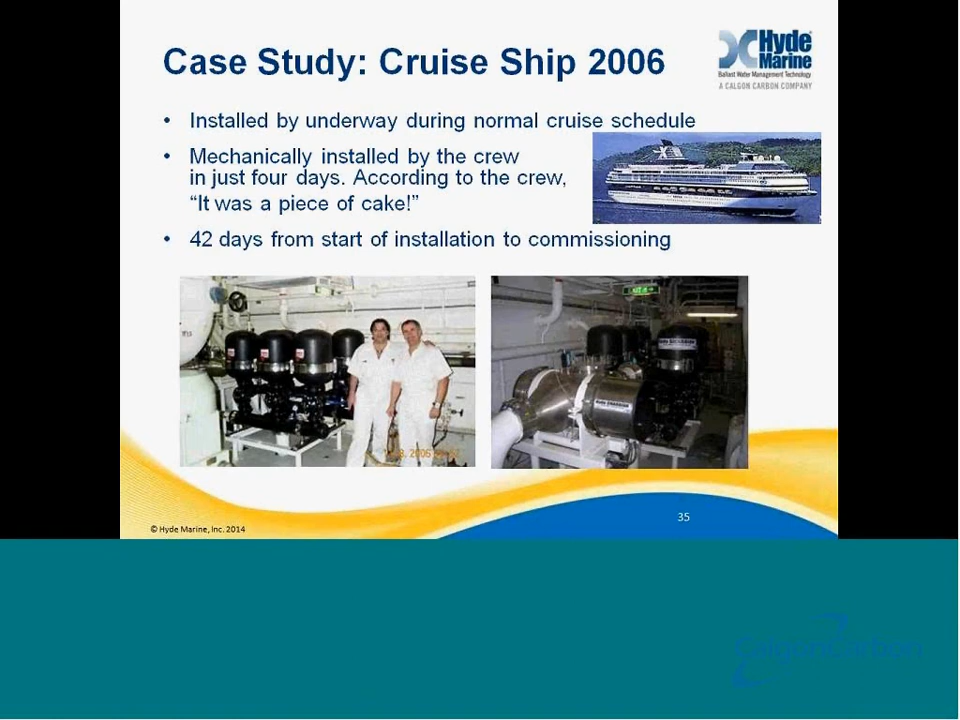 Case Study: Cruise Ship 2006
Hyde
Marine
Ballast Water Management Technology
A CALGON CARBON COMPANY
• Installed by underway during normal cruise schedule
• Mechanically installed by the crew
in just four days. According to the crew,
“It was a piece of cake!”
• 42 days from start of installation to commissioning
35
© Hyde Marine, Inc. 2014
CalgonCarbon